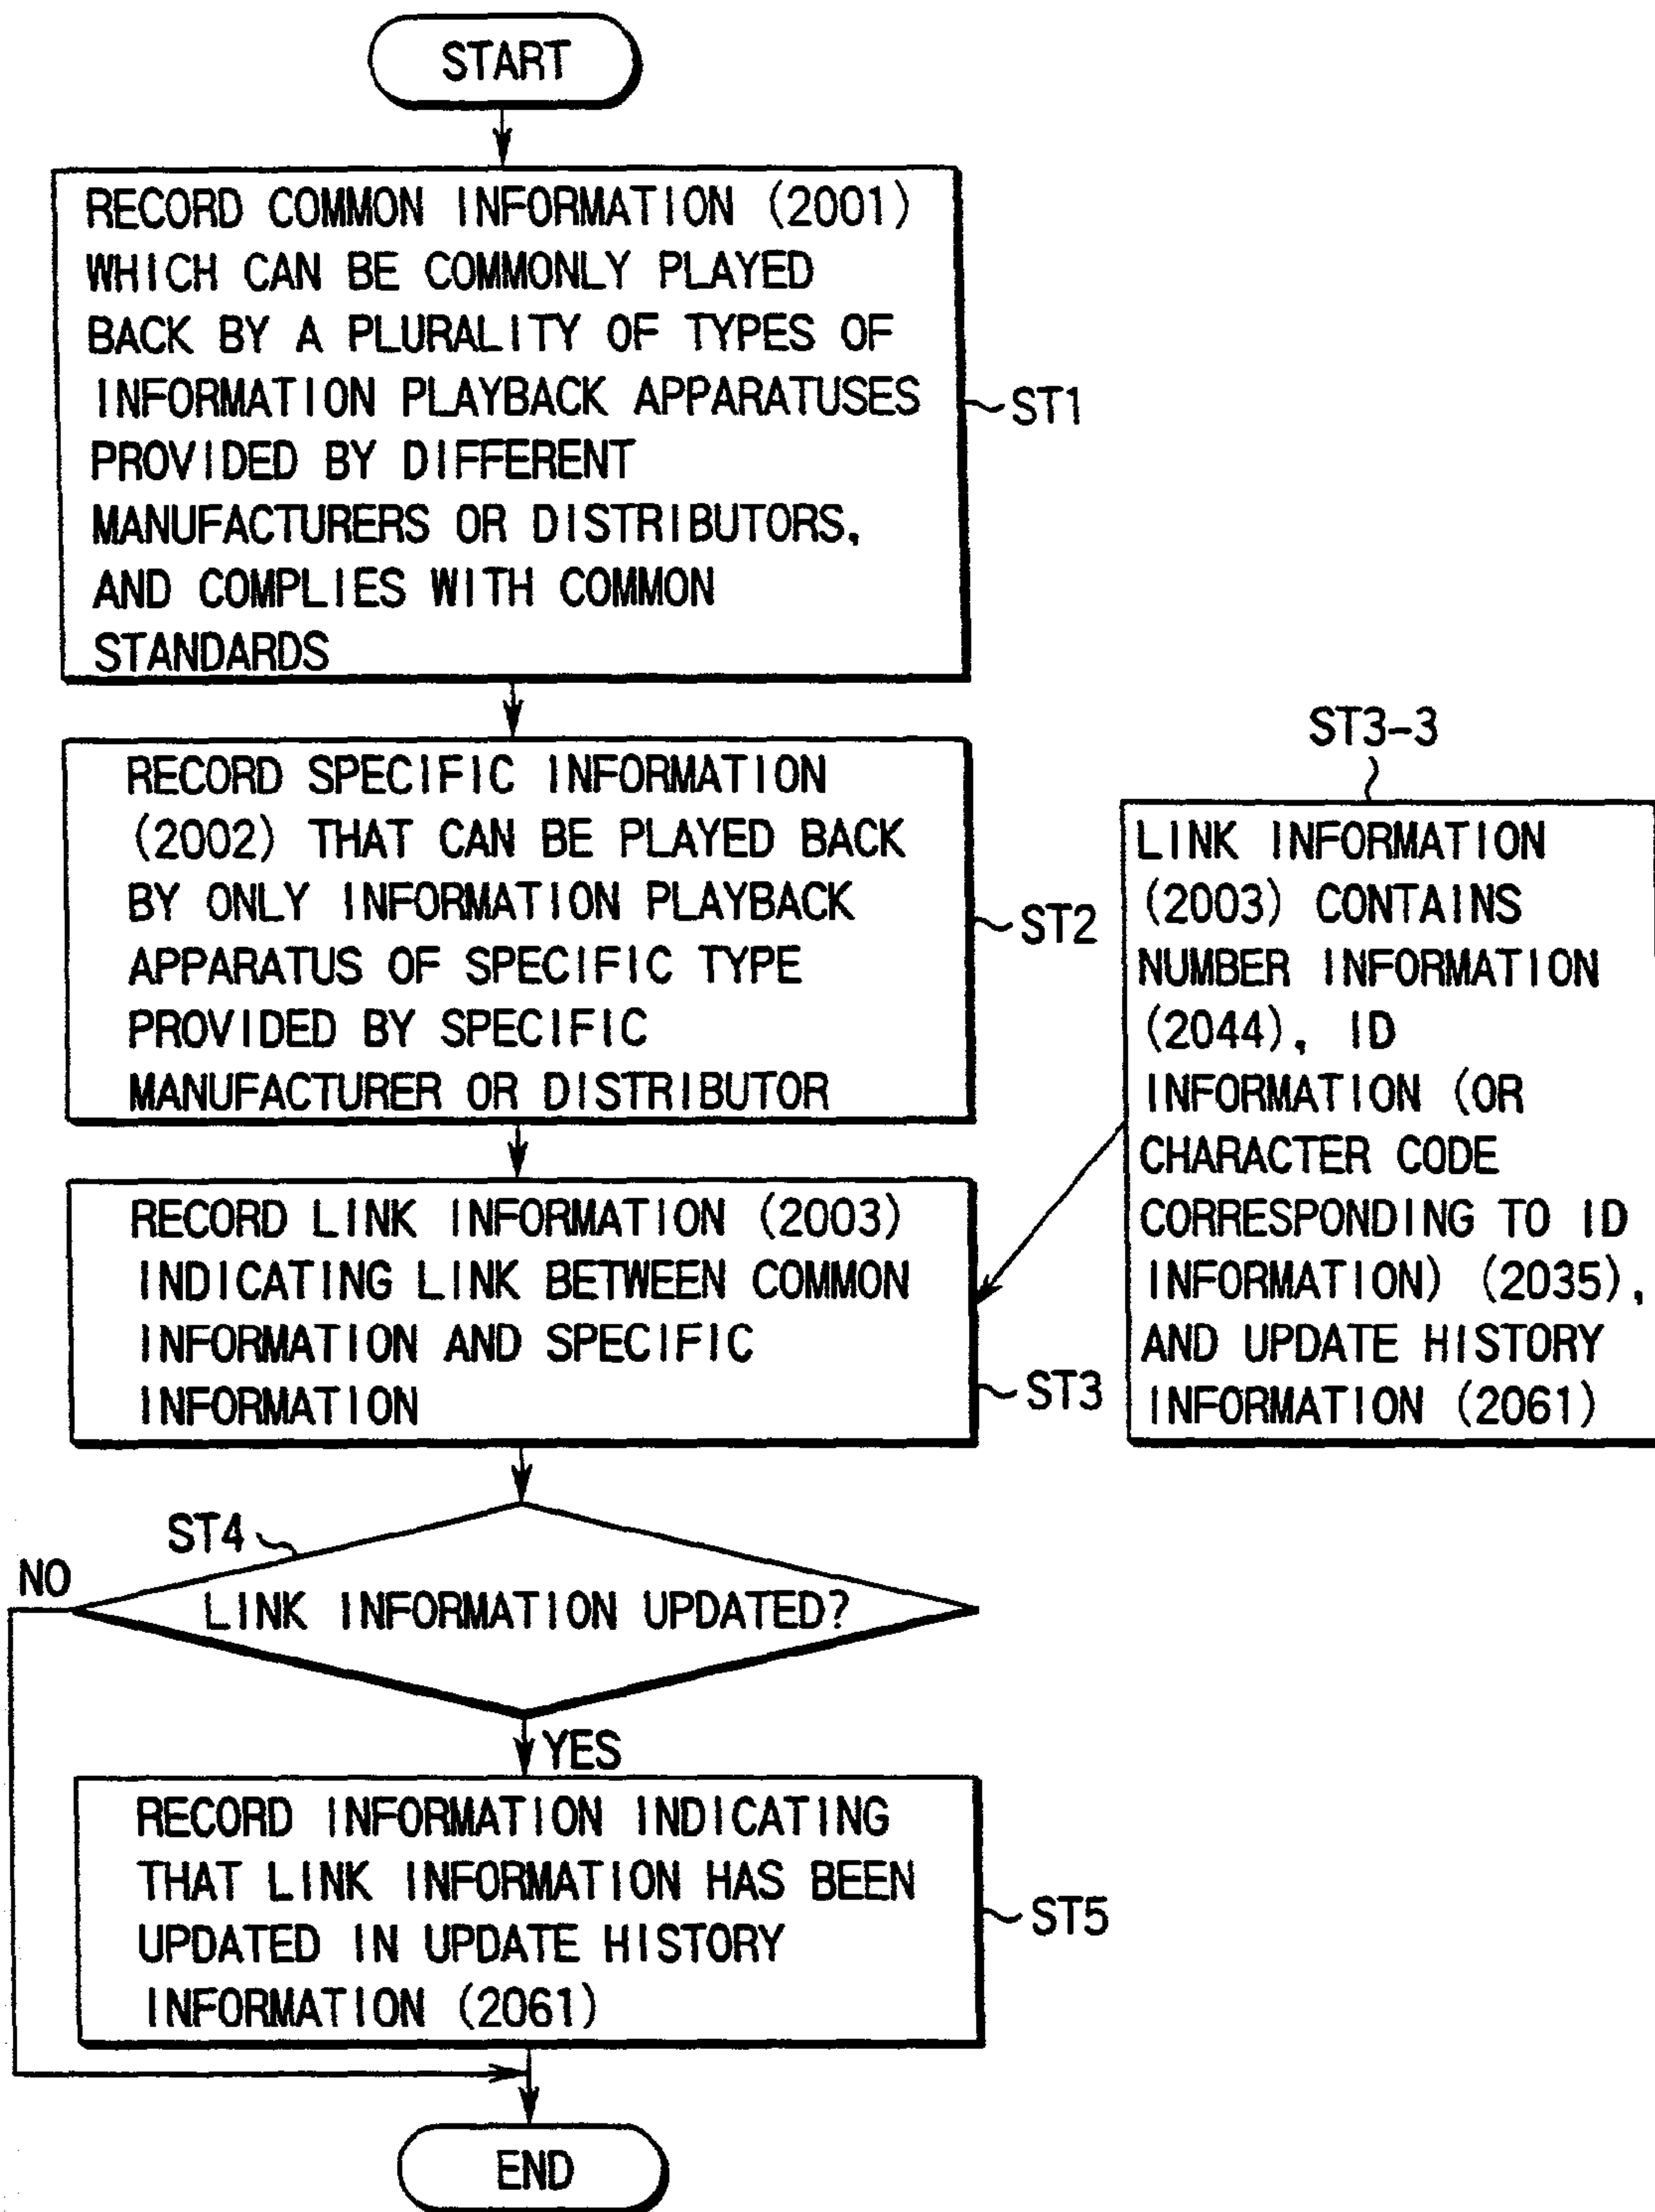 START
RECORD COMMON INFORMATION (2001)
WHICH CAN BE COMMONLY PLAYED
BACK BY A PLURALITY OF TYPES OF
INFORMATION PLAYBACK APPARATUSES
PROVIDED BY DIFFERENT
MANUFACTURERS OR DISTRIBUTORS,
AND COMPLIES WITH COMMON
STANDARDS
ST1
RECORD SPECIFIC INFORMATION
(2002) THAT CAN BE PLAYED BACK
BY ONLY INFORMATION PLAYBACK
APPARATUS OF SPECIFIC TYPE
PROVIDED BY SPECIFIC
MANUFACTURER OR DISTRIBUTOR
ST2
ST3-3
LINK INFORMATION
(2003) CONTAINS
NUMBER INFORMATION
(2044), ID
INFORMATION (OR
CHARACTER CODE
CORRESPONDING TO ID
INFORMATION) (2035),
AND UPDATE HISTORY
INFORMATION (2061)
RECORD LINK INFORMATION (2003)
INDICATING LINK BETWEEN COMMON
INFORMATION AND SPECIFIC
INFORMATION
ST3
ST4
NO
LINK INFORMATION UPDATED?
YES
RECORD INFORMATION INDICATING
THAT LINK INFORMATION HAS BEEN
UPDATED IN UPDATE HISTORY
INFORMATION (2061)
ST5
END